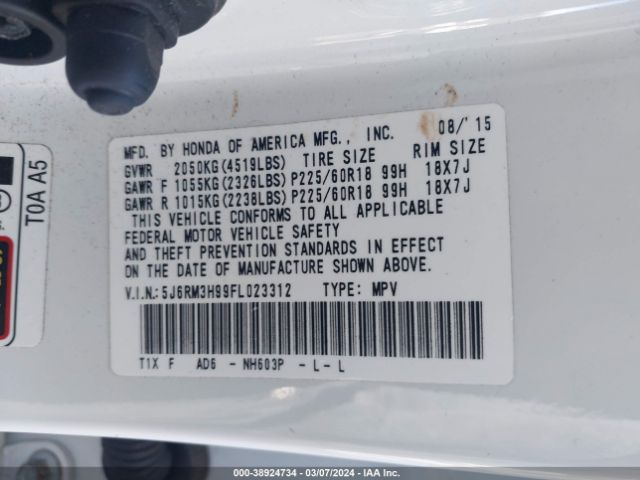 MFD. BY HONDA OF AMERICA MFG., INC. 08/'15
GVWR 2050KG(4519LBS) TIRE SIZE RIM SIZE
GAWR F 1055KG(2326LBS) P225/60R18 99H 18X7J
GAWR R 1015KG(2238LBS) P225/60R18 99H 18X7J
THIS VEHICLE CONFORMS TO ALL APPLICABLE
FEDERAL MOTOR VEHICLE SAFETY
AND THEFT PREVENTION STANDARDS IN EFFECT
ON THE DATE OF MANUFACTURE SHOWN ABOVE.
V.I.N.: 5J6RM3H99FL023312 TYPE: MPV
T1X F AD6 - NH603P - L - L
T0A A5
000-38924734 - 03/07/2024 - IAA Inc.